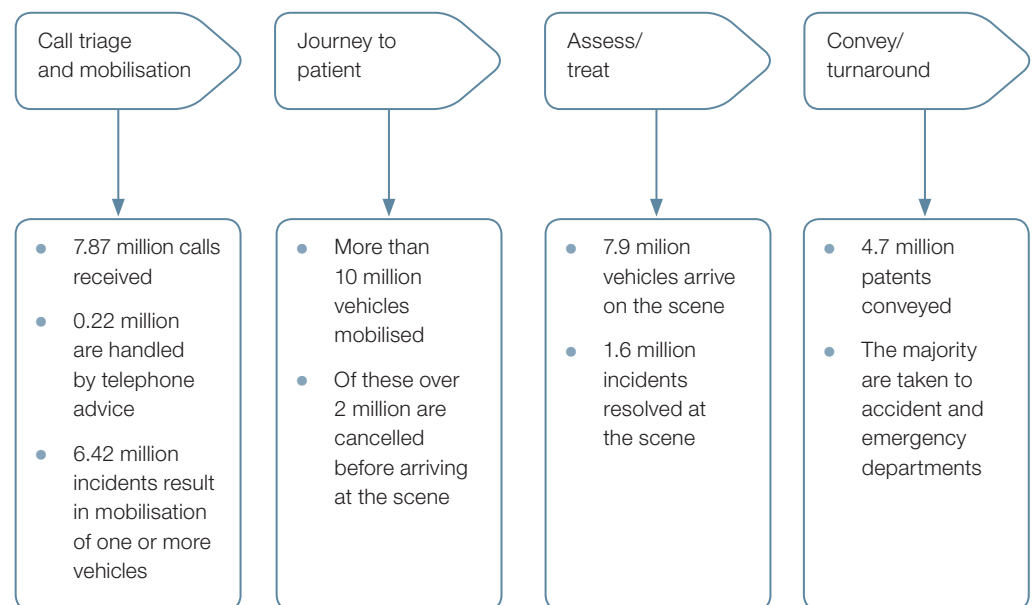 Call triage
and mobilisation
Journey to
patient
Assess/
treat
Convey/
turnaround
7.87 million calls
received
0.22 million
are handled
by telephone
advice
6.42 million
incidents result
in mobilisation
of one or more
vehicles
More than
10 million
vehicles
mobilised
Of these over
2 million are
cancelled
before arriving
at the scene
7.9 milion
vehicles arrive
on the scene
1.6 million
incidents
resolved at
the scene
4.7 million
patents
conveyed
The majority
are taken to
accident and
emergency
departments